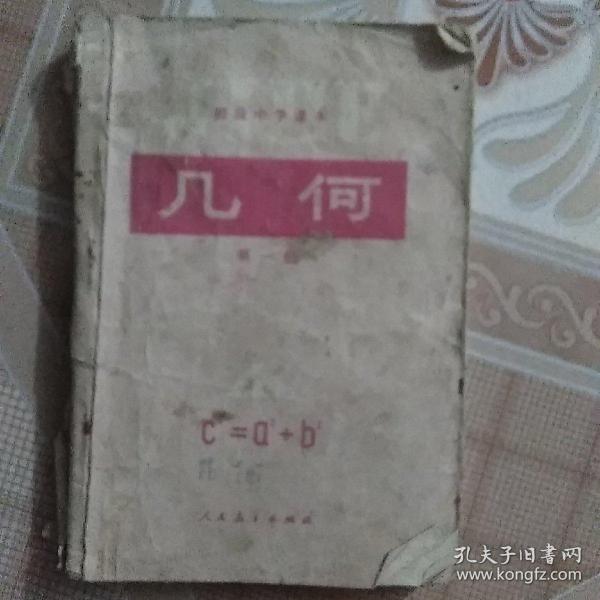 初级中学课本
几何
第一册
c²=a²+b²
人民教育出版社
孔夫子旧书网
www.kongfz.com